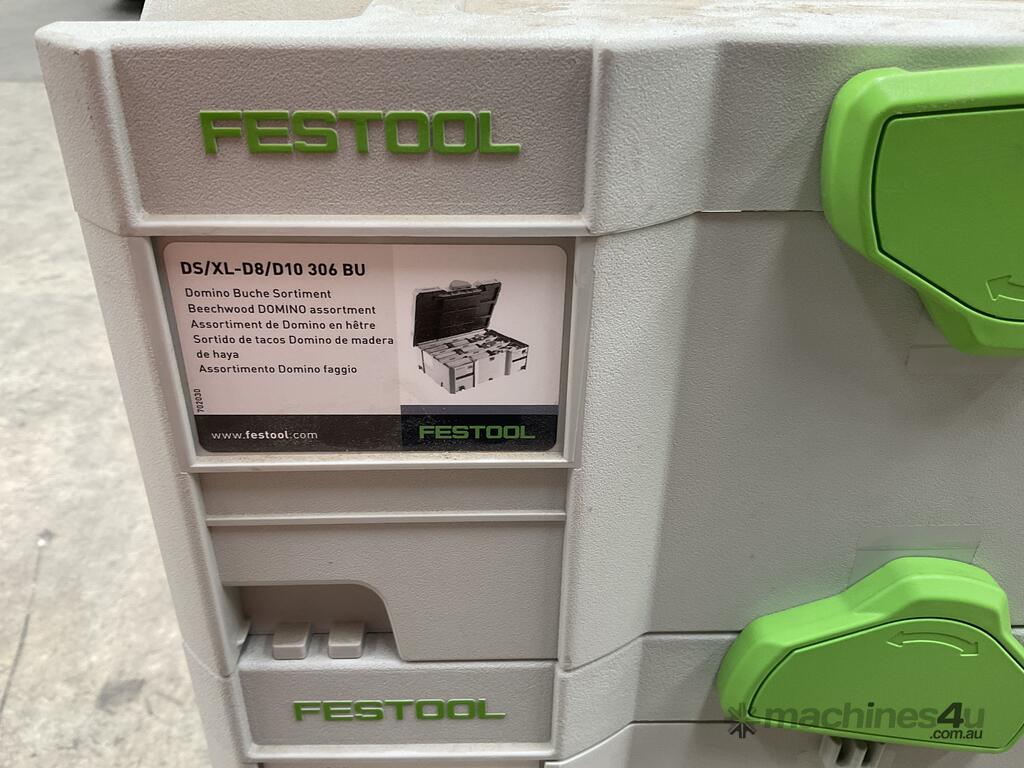 FESTOOL
DS/XL-D8/D10 306 BU
Domino Buche Sortiment
Beechwood DOMINO assortment
Assortiment de Domino en hêtre
Sortido de tacos Domino de madera
de haya
Assortimento Domino faggio
702030
www.festool.com
FESTOOL
FESTOOL
machines4u
.com.au